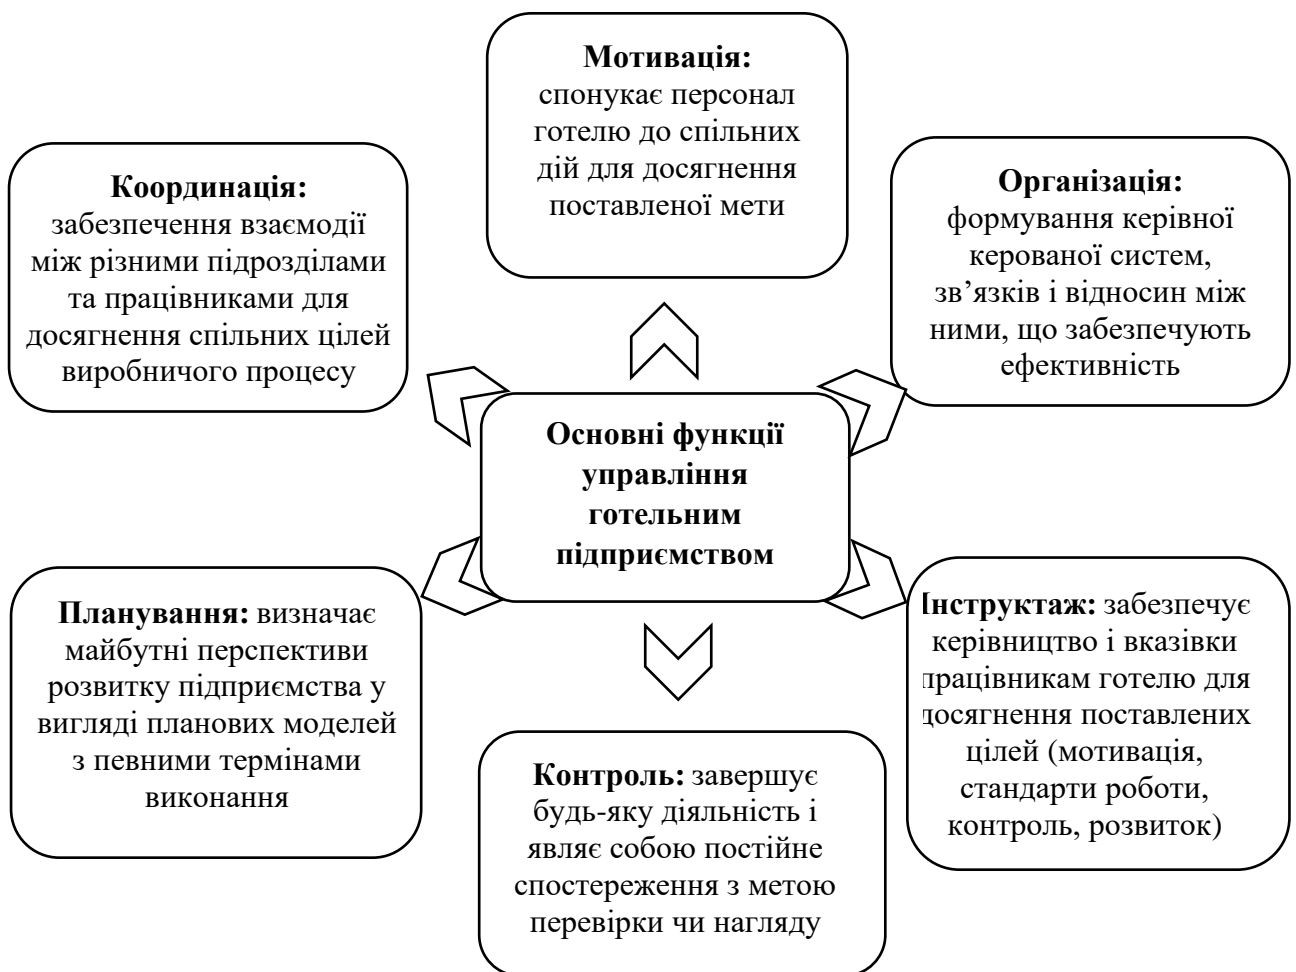 Мотивація:
спонукає персонал
готелю до спільних
дій для досягнення
поставленої мети
Координація:
забезпечення взаємодії
між різними підрозділами
та працівниками для
досягнення спільних цілей
виробничого процесу
Організація:
формування керівної
керованої систем,
зв’язків і відносин між
ними, що забезпечують
ефективність
Основні функції
управління
готельним
підприємством
Планування: визначає
майбутні перспективи
розвитку підприємства у
вигляді планових моделей
з певними термінами
виконання
Контроль: завершує
будь-яку діяльність і
являє собою постійне
спостереження з метою
перевірки чи нагляду
Інструктаж: забезпечує
керівництво і вказівки
працівникам готелю для
досягнення поставлених
цілей (мотивація,
стандарти роботи,
контроль, розвиток)